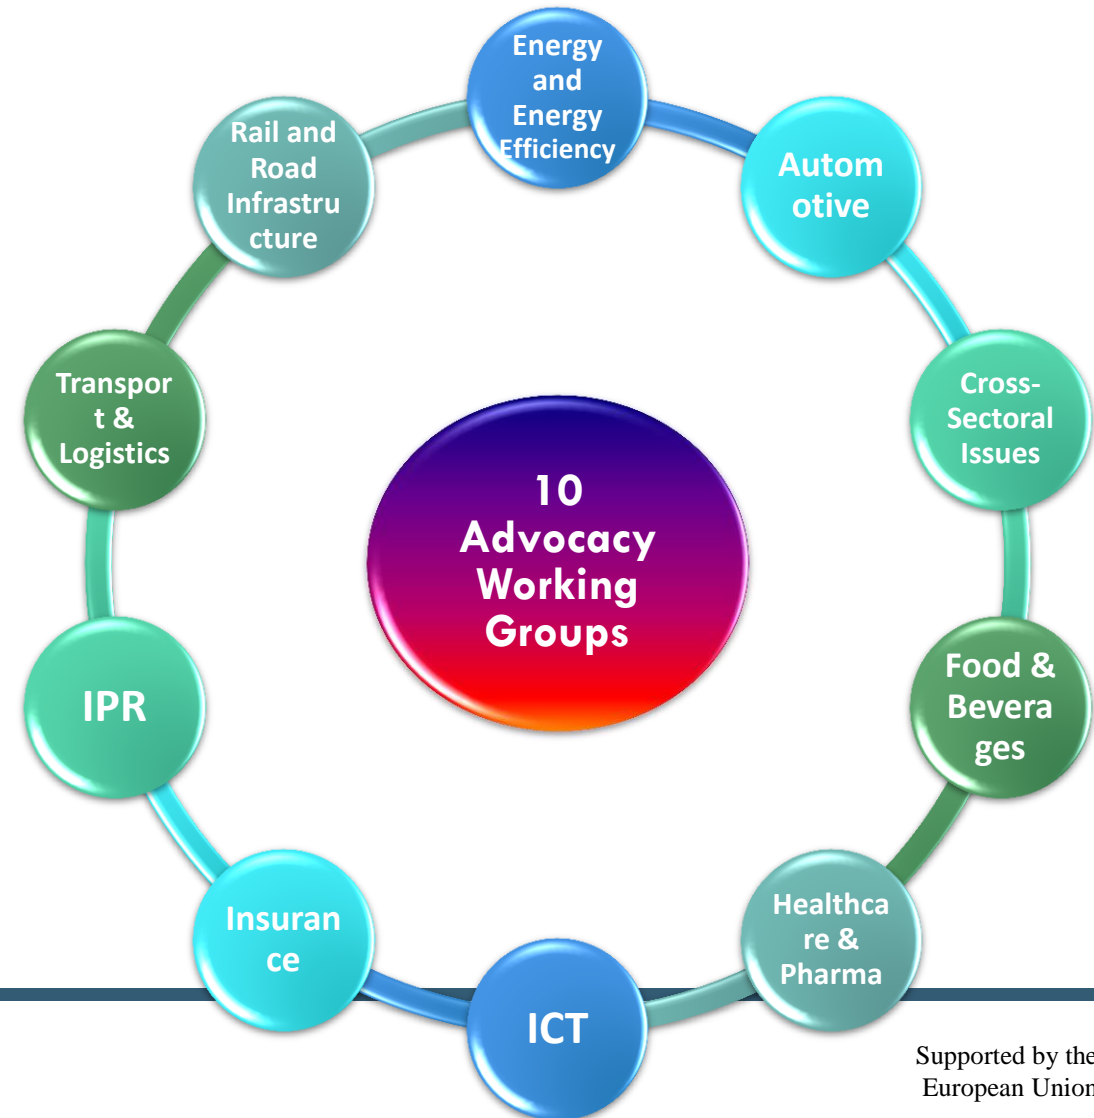 Energy
and
Energy
Efficiency
Autom
otive
Cross-
Sectoral
Issues
Food &
Bevera
ges
Healthca
re &
Pharma
ICT
Insuran
ce
IPR
Transpor
t &
Logistics
Rail and
Road
Infrastru
cture
10
Advocacy
Working
Groups
Supported by the
European Union